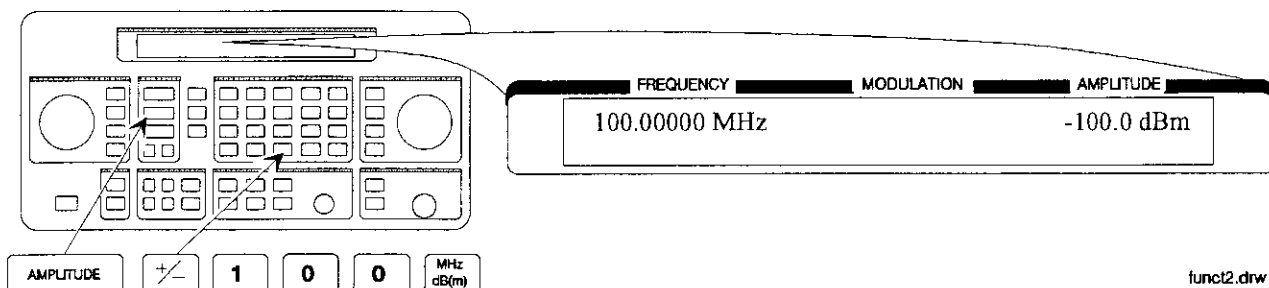 FREQUENCY MODULATION AMPLITUDE
100.00000 MHz -100.0 dBm
AMPLITUDE +/- 1 0 0 MHz dB(m)
funct2.drw